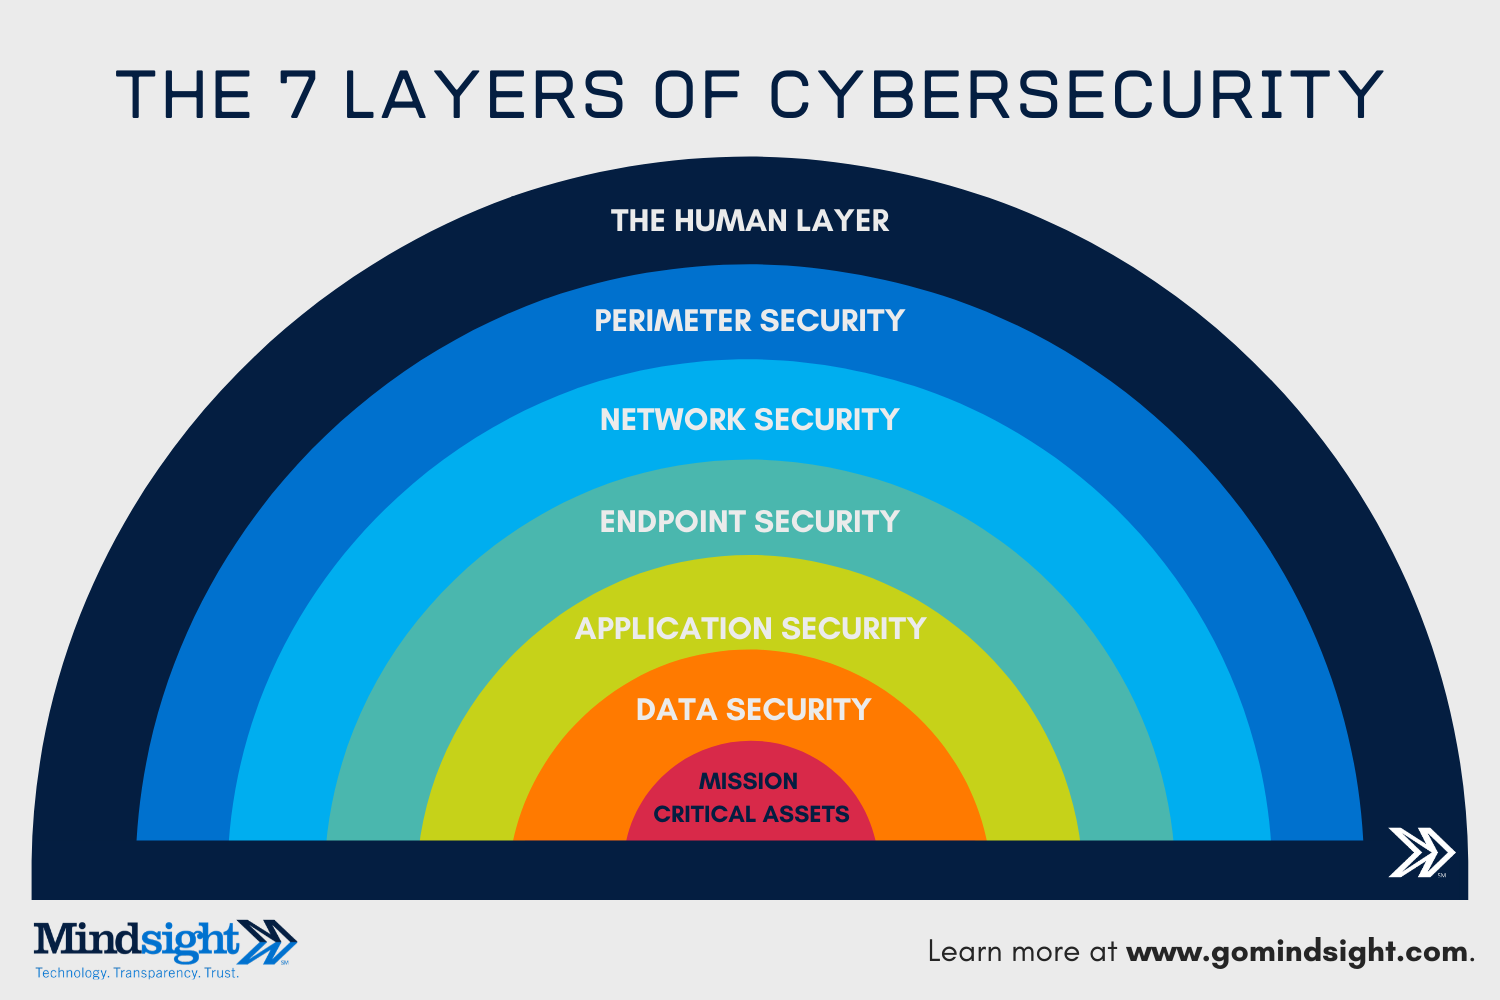 THE 7 LAYERS OF CYBERSECURITY
THE HUMAN LAYER
PERIMETER SECURITY
NETWORK SECURITY
ENDPOINT SECURITY
APPLICATION SECURITY
DATA SECURITY
MISSION
CRITICAL ASSETS
SM
Mindsight
SM
Technology. Transparency. Trust.
Learn more at www.gomindsight.com.